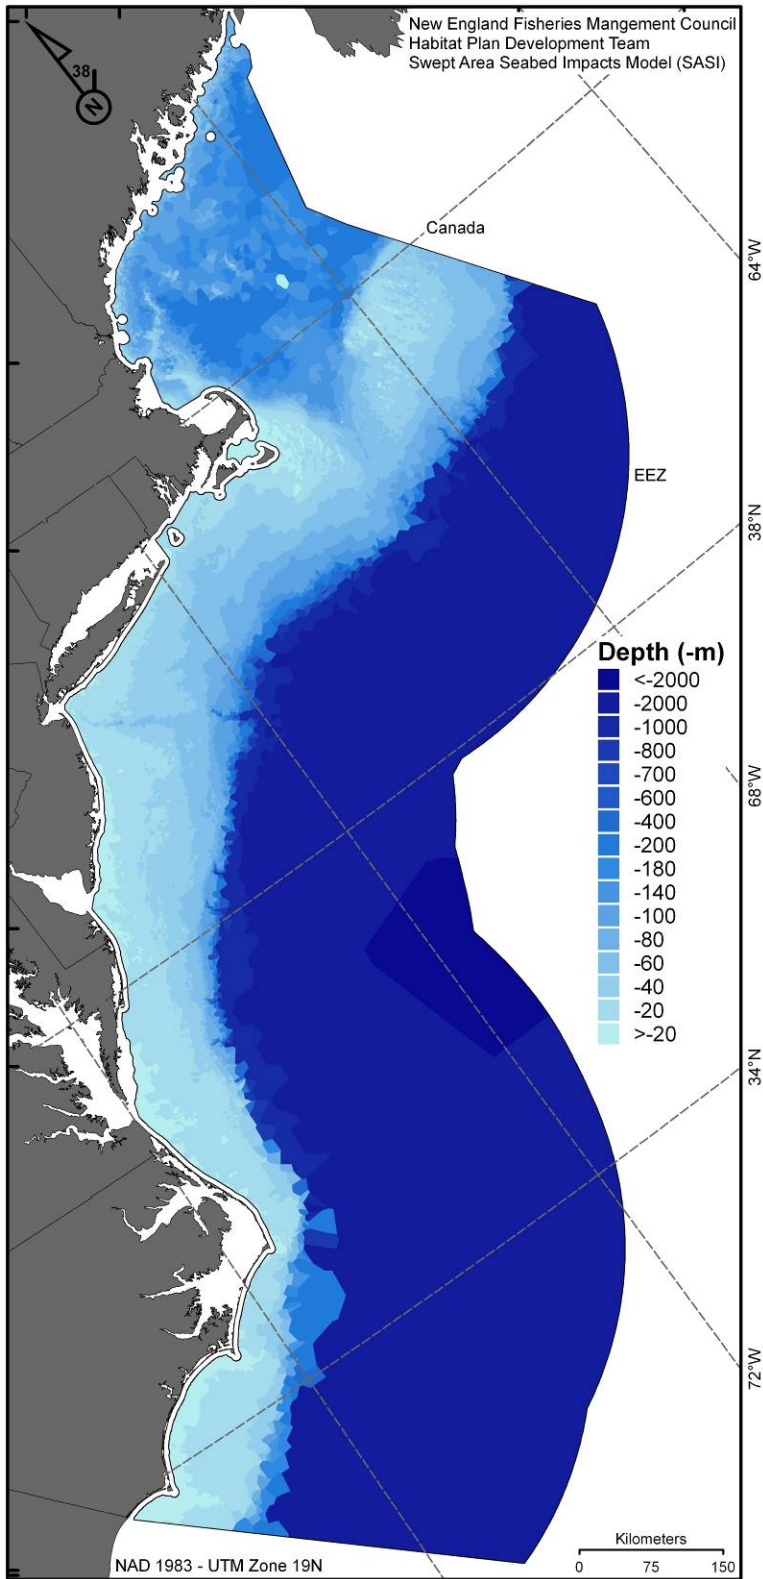 New England Fisheries Mangement Council
Habitat Plan Development Team
Swept Area Seabed Impacts Model (SASI)
38
N
Canada
64°W
EEZ
38°N
Depth (-m)
<-2000
-2000
-1000
-800
-700
-600
-400
-200
-180
-140
-100
-80
-60
-40
-20
>-20
68°W
34°N
72°W
Kilometers
0 75 150
NAD 1983 - UTM Zone 19N